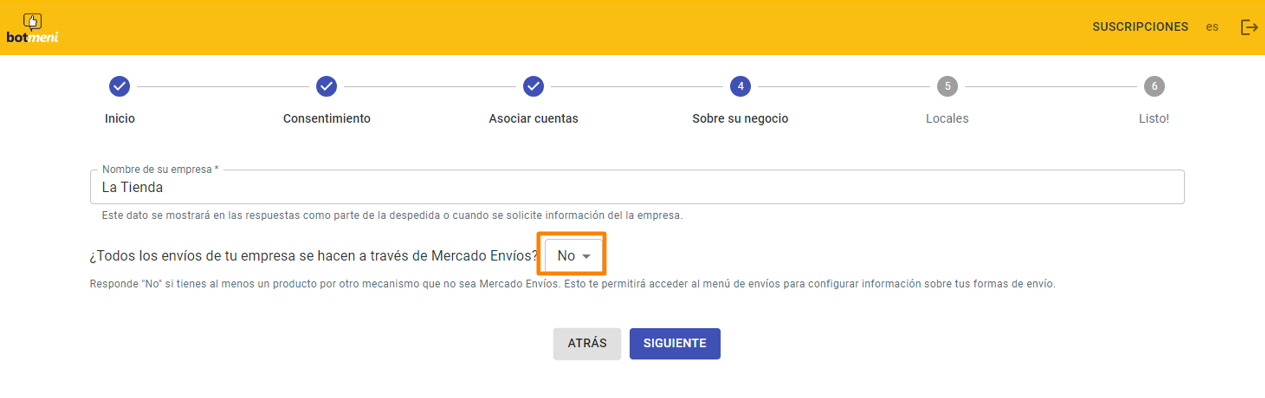 botmeni
SUSCRIPCIONES es
4 5 6
Inicio Consentimiento Asociar cuentas Sobre su negocio Locales Listo!
Nombre de su empresa *
La Tienda
Este dato se mostrará en las respuestas como parte de la despedida o cuando se solicite información del la empresa.
¿Todos los envíos de tu empresa se hacen a través de Mercado Envíos? No
Responde "No" si tienes al menos un producto por otro mecanismo que no sea Mercado Envíos. Esto te permitirá acceder al menú de envíos para configurar información sobre tus formas de envío.
ATRÁS SIGUIENTE